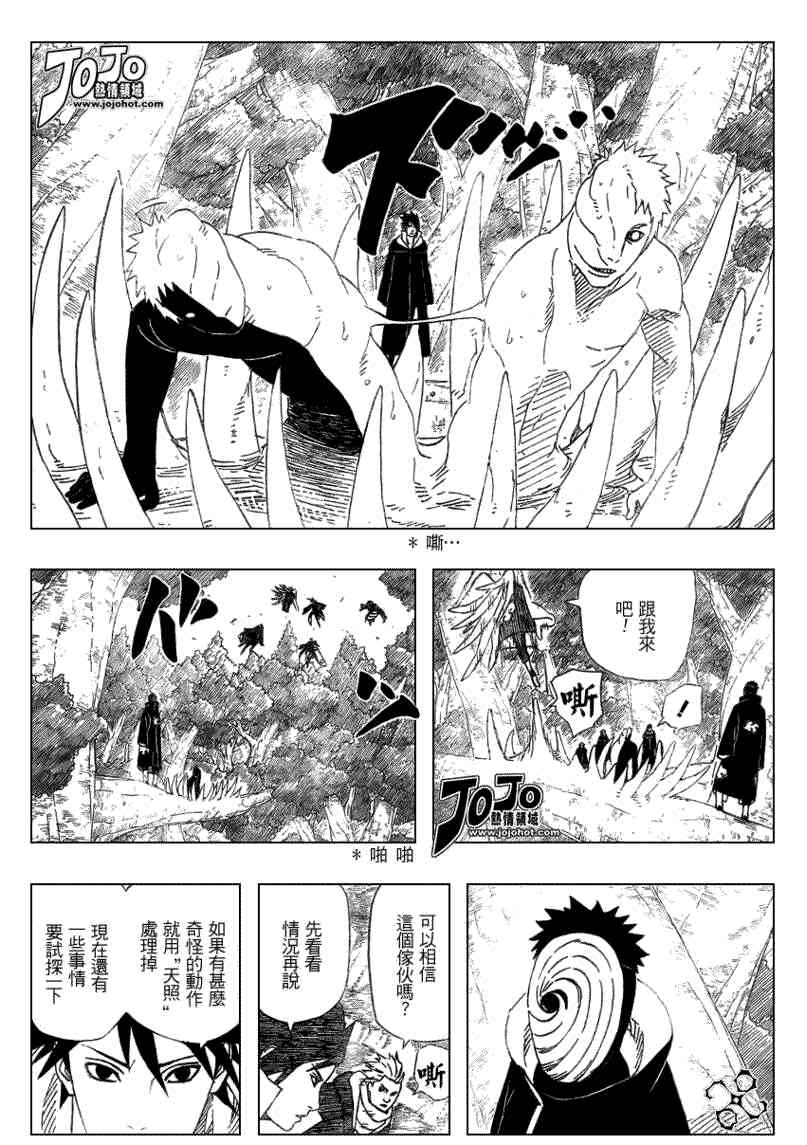 JOJO
熱情領域
www.jojohot.com
ズズ…
＊嘶…
跟我來
吧！
！
嘶
JOJO
熱情領域
www.jojohot.com
バッ
＊啪 啪
可以相信
這個傢伙嗎？
先看看
情況再說
嘶
如果有甚麼
奇怪的動作
就用〝天照〞
處理掉
現在還有
一些事情
要試探一下